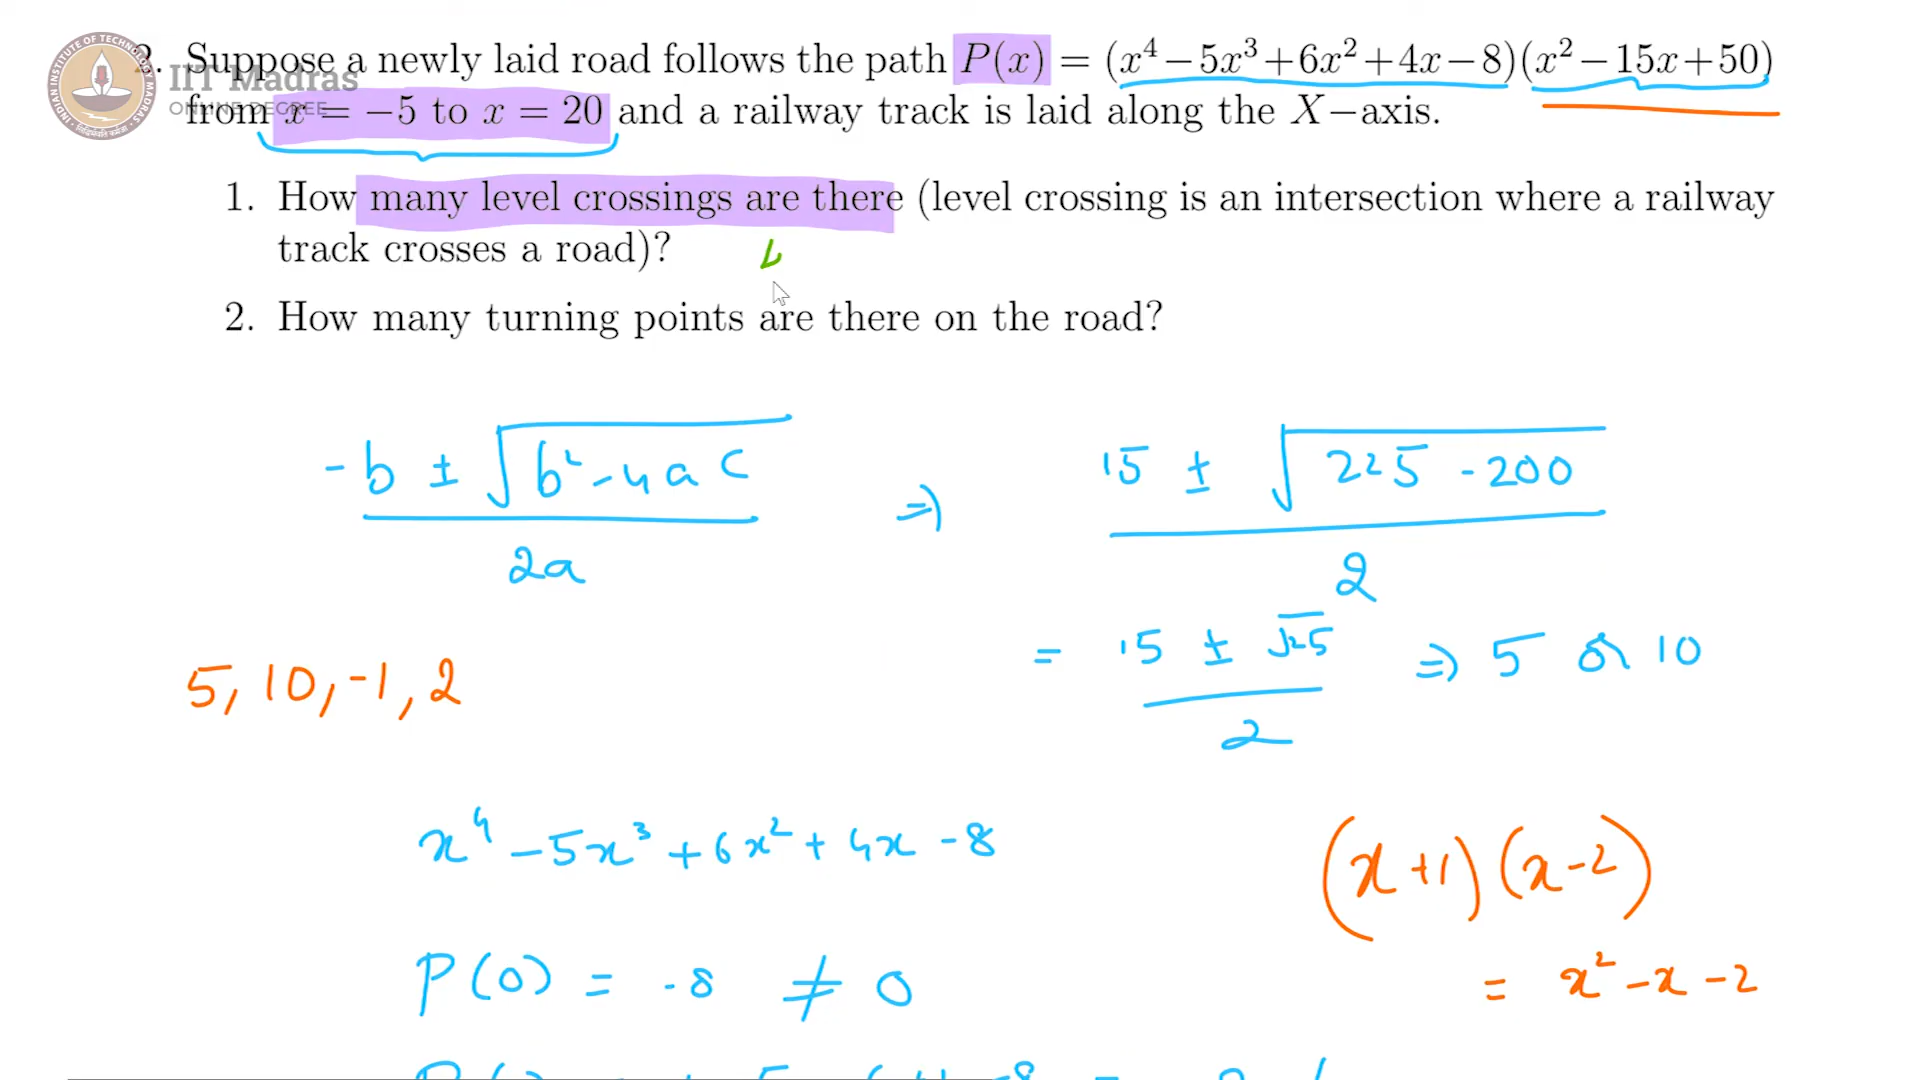 2. Suppose a newly laid road follows the path P(x) = (x⁴ − 5x³ + 6x² + 4x − 8)(x² − 15x + 50)
IIT Madras
ONLINE DEGREE
from x = −5 to x = 20 and a railway track is laid along the X−axis.
1. How many level crossings are there (level crossing is an intersection where a railway
track crosses a road)?
2. How many turning points are there on the road?
-b ± √(b² - 4ac) / 2a ⇒ 15 ± √(225 - 200) / 2
= 15 ± √25 / 2 ⇒ 5 or 10
5, 10, -1, 2
x⁴ - 5x³ + 6x² + 4x - 8
(x+1)(x-2)
= x² - x - 2
P(0) = -8 ≠ 0